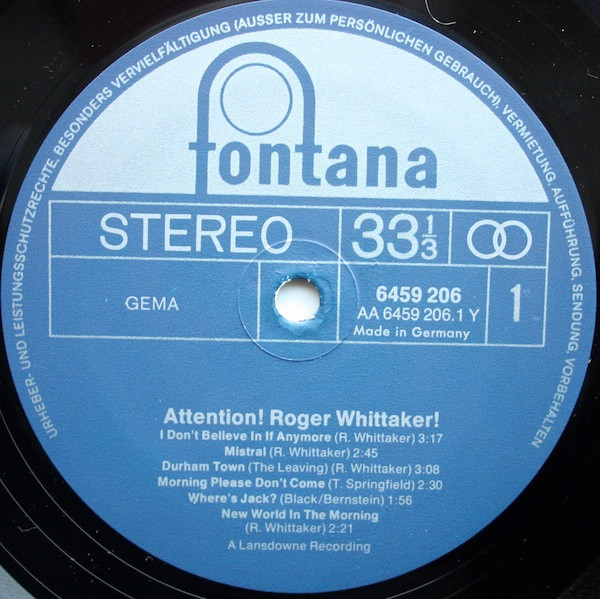 URHEBER- UND LEISTUNGSSCHUTZRECHTE, BESONDERS VERVIELFÄLTIGUNG (AUSSER ZUM PERSÖNLICHEN GEBRAUCH), VERMIETUNG, AUFFÜHRUNG, SENDUNG, VORBEHALTEN
fontana
STEREO
33 1/3
GEMA
6459 206
AA 6459 206.1 Y
Made in Germany
1
Attention! Roger Whittaker!
I Don't Believe in If Anymore (R. Whittaker) 3:17
Mistral (R. Whittaker) 2:45
Durham Town (The Leaving) (R. Whittaker) 3:08
Morning Please Don't Come (T. Springfield) 2:30
Where's Jack? (Black/Bernstein) 1:56
New World In The Morning
(R. Whittaker) 2:21
A Lansdowne Recording